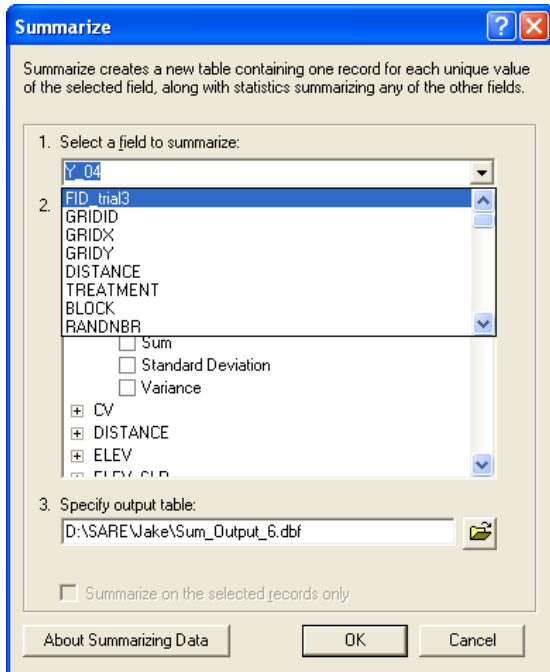 Summarize
Summarize creates a new table containing one record for each unique value
of the selected field, along with statistics summarizing any of the other fields.
1. Select a field to summarize:
Y_04
2.
FID_trial3
GRIDID
GRIDX
GRIDY
DISTANCE
TREATMENT
BLOCK
RANDNBR
Sum
Standard Deviation
Variance
CV
DISTANCE
ELEV
ELEV_SLP
3. Specify output table:
D:\SARE\Jake\Sum_Output_6.dbf
Summarize on the selected records only
About Summarizing Data
OK
Cancel